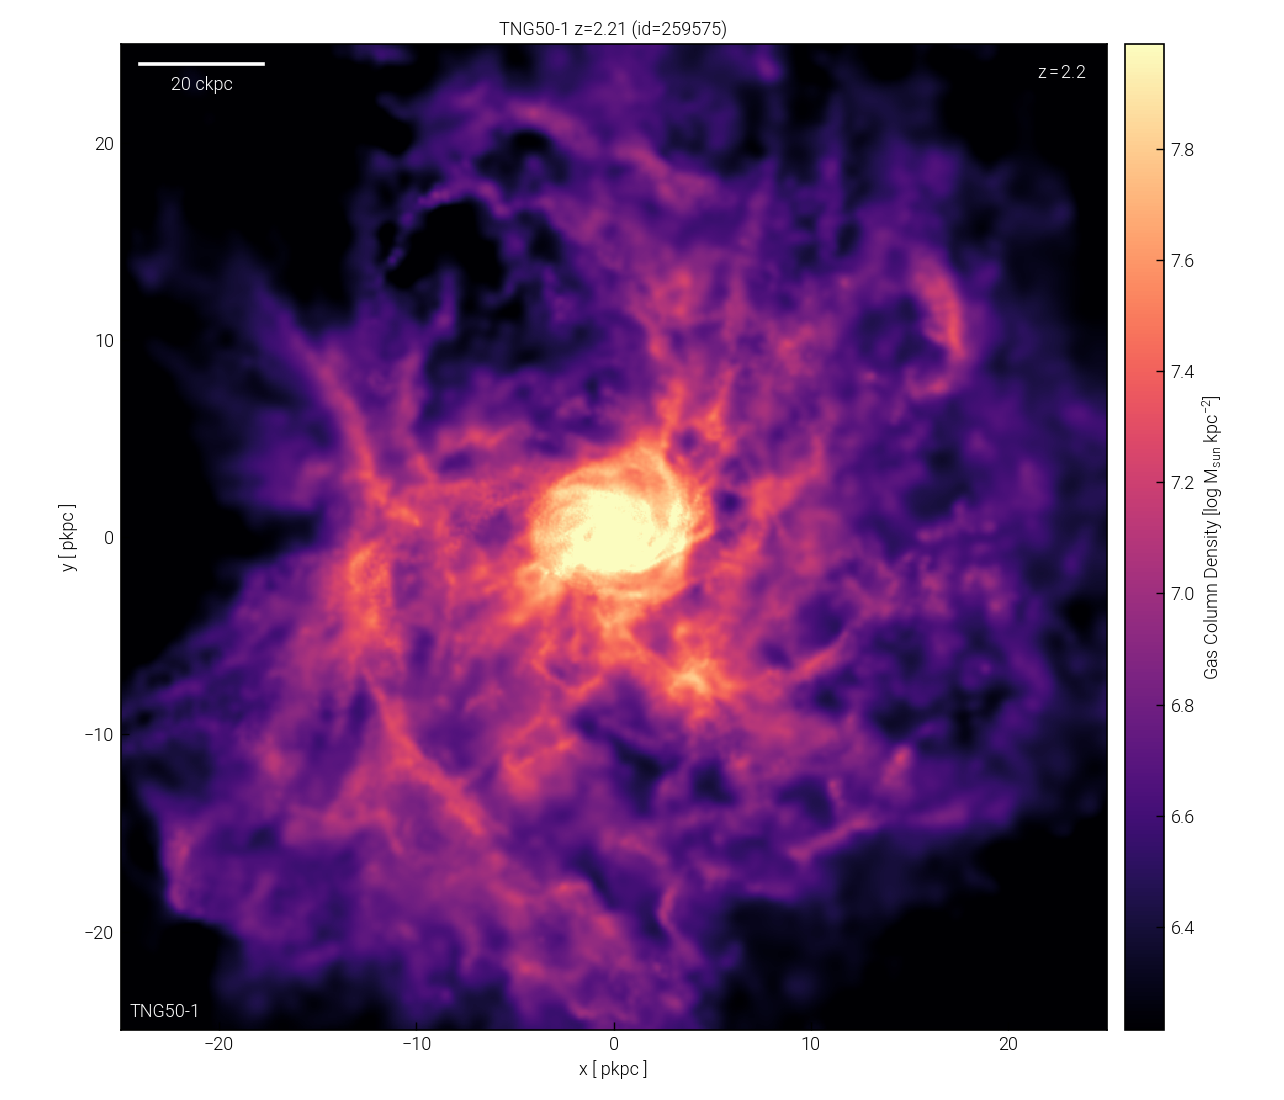 TNG50-1 z=2.21 (id=259575)
20 ckpc
z=2.2
20
10
0
−10
−20
y [ pkpc ]
TNG50-1
−20
−10
0
10
20
x [ pkpc ]
7.8
7.6
7.4
7.2
7.0
6.8
6.6
6.4
Gas Column Density [log M_sun kpc^−2]